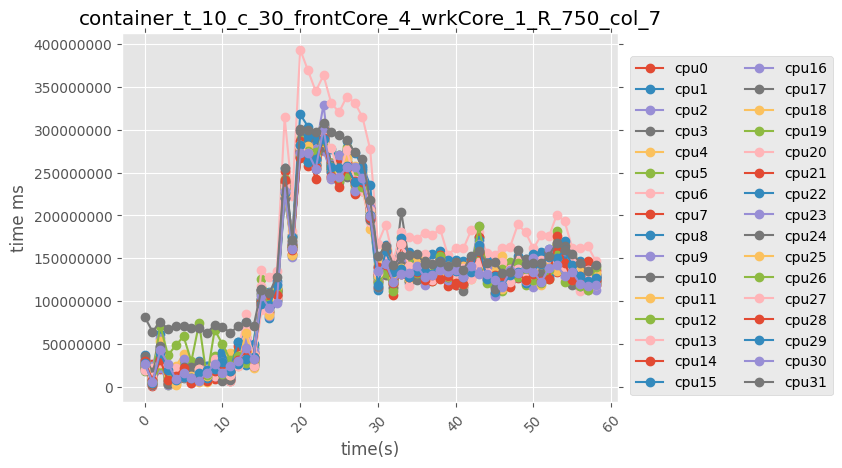 container_t_10_c_30_frontCore_4_wrkCore_1_R_750_col_7
time ms
400000000
350000000
300000000
250000000
200000000
150000000
100000000
50000000
0
0
10
20
30
40
50
60
time(s)
cpu0
cpu1
cpu2
cpu3
cpu4
cpu5
cpu6
cpu7
cpu8
cpu9
cpu10
cpu11
cpu12
cpu13
cpu14
cpu15
cpu16
cpu17
cpu18
cpu19
cpu20
cpu21
cpu22
cpu23
cpu24
cpu25
cpu26
cpu27
cpu28
cpu29
cpu30
cpu31